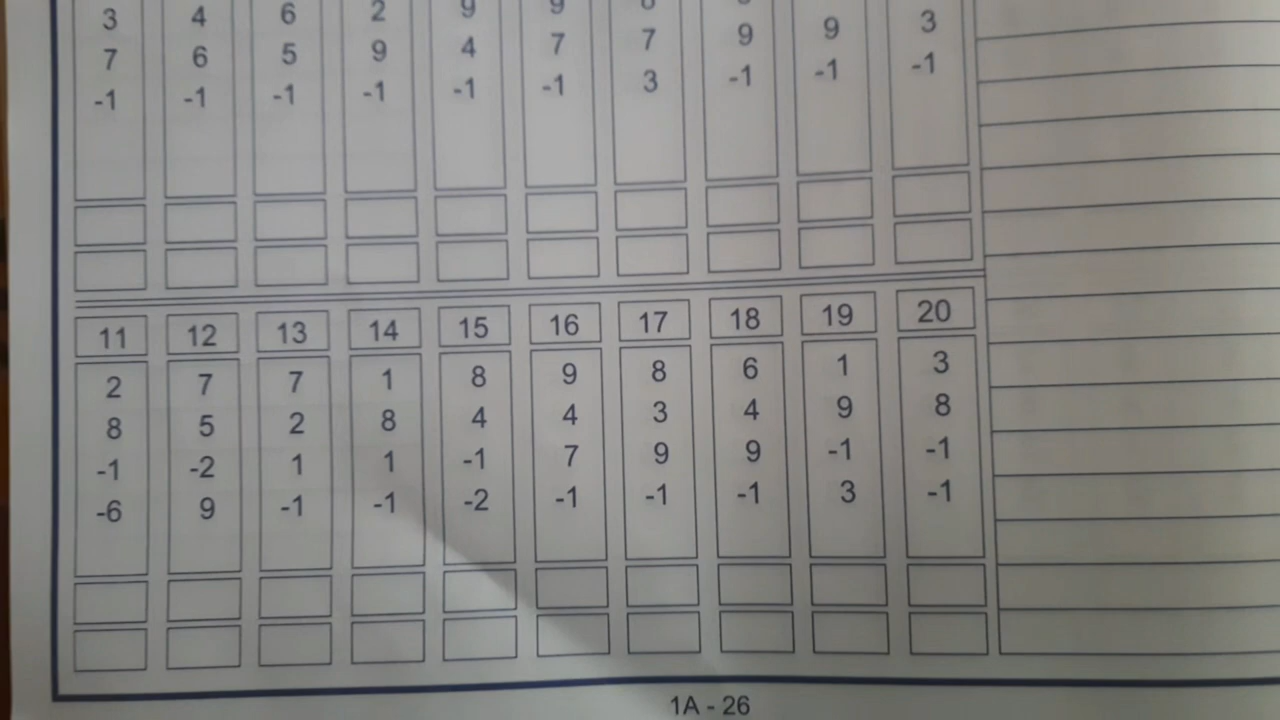 3 4 6 2 9 9 9 3
7 6 5 9 4 7 7 9 -1 -1
-1 -1 -1 -1 -1 -1 3 -1
11 12 13 14 15 16 17 18 19 20
2 7 7 1 8 9 8 6 1 3
8 5 2 8 4 4 3 4 9 8
-1 -2 1 1 -1 7 9 9 -1 -1
-6 9 -1 -1 -2 -1 -1 -1 3 -1
1A - 26